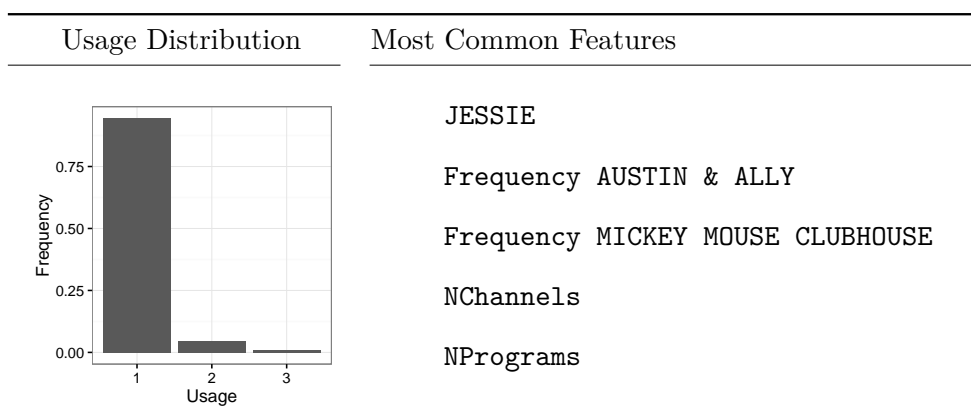 Usage Distribution
Most Common Features
Frequency
0.75
0.50
0.25
0.00
1 2 3
Usage
JESSIE
Frequency AUSTIN & ALLY
Frequency MICKEY MOUSE CLUBHOUSE
NChannels
NPrograms